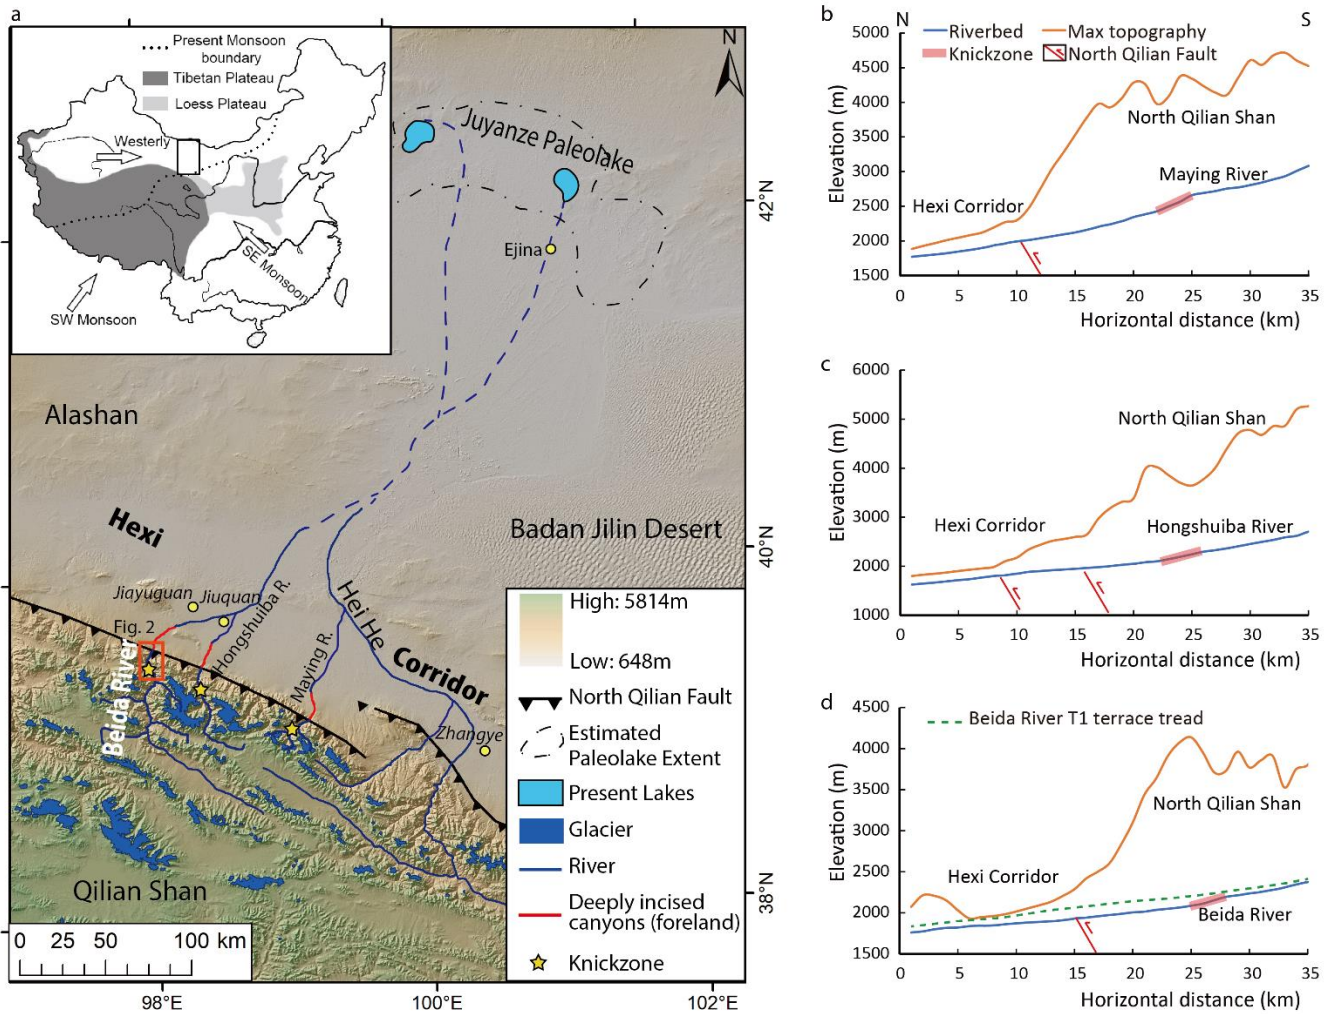 a
Present Monsoon
boundary
Tibetan Plateau
Loess Plateau
Westerly
SE Monsoon
SW Monsoon
N
Juyanze Paleolake
Ejina
42°N
Alashan
Hexi
Badan Jilin Desert
40°N
Jiayuguan
Jiuquan
Fig. 2
Hongshuiba R.
Hei He
Maying R.
Corridor
Beida River
Zhangye
Qilian Shan
38°N
High: 5814m
Low: 648m
North Qilian Fault
Estimated
Paleolake Extent
Present Lakes
Glacier
River
Deeply incised
canyons (foreland)
Knickzone
0 25 50 100 km
98°E 100°E 102°E
b
N S
Riverbed Max topography
Knickzone North Qilian Fault
5000
4500
4000
3500
3000
2500
2000
1500
Elevation (m)
North Qilian Shan
Maying River
Hexi Corridor
0 5 10 15 20 25 30 35
Horizontal distance (km)
c
6000
5000
4000
3000
2000
1000
Elevation (m)
North Qilian Shan
Hexi Corridor
Hongshuiba River
0 5 10 15 20 25 30 35
Horizontal distance (km)
d
Beida River T1 terrace tread
4500
4000
3500
3000
2500
2000
1500
Elevation (m)
North Qilian Shan
Hexi Corridor
Beida River
0 5 10 15 20 25 30 35
Horizontal distance (km)